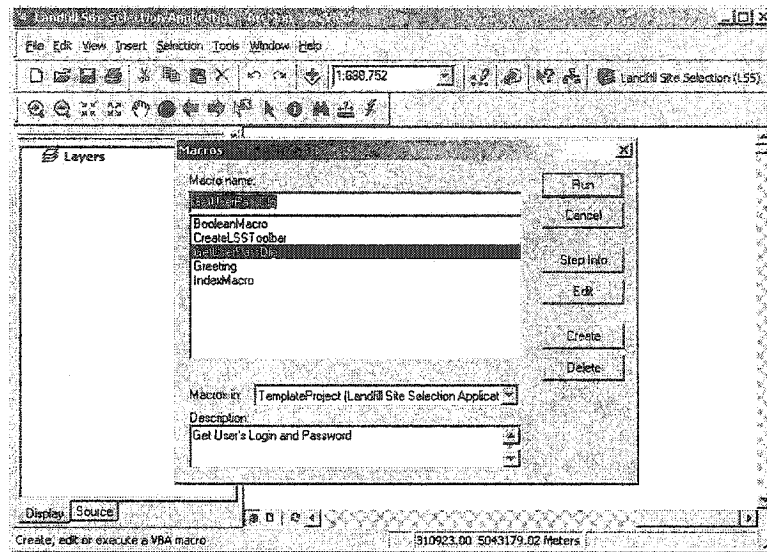 Landfill Site Selection Application - ArcMap - ArcInfo
File Edit View Insert Selection Tools Window Help
1:688,752
Landfill Site Selection (LSS)
Layers
Macros
Macro name:
Run
Cancel
BooleanMacro
CreateLSSToolbar
Greeting
IndexMacro
Step Into
Edit
Create
Delete
Macros in: TemplateProject (Landfill Site Selection Applicat
Description:
Get User's Login and Password
Display Source
Create, edit or execute a VBA macro
310923.00 5043179.02 Meters